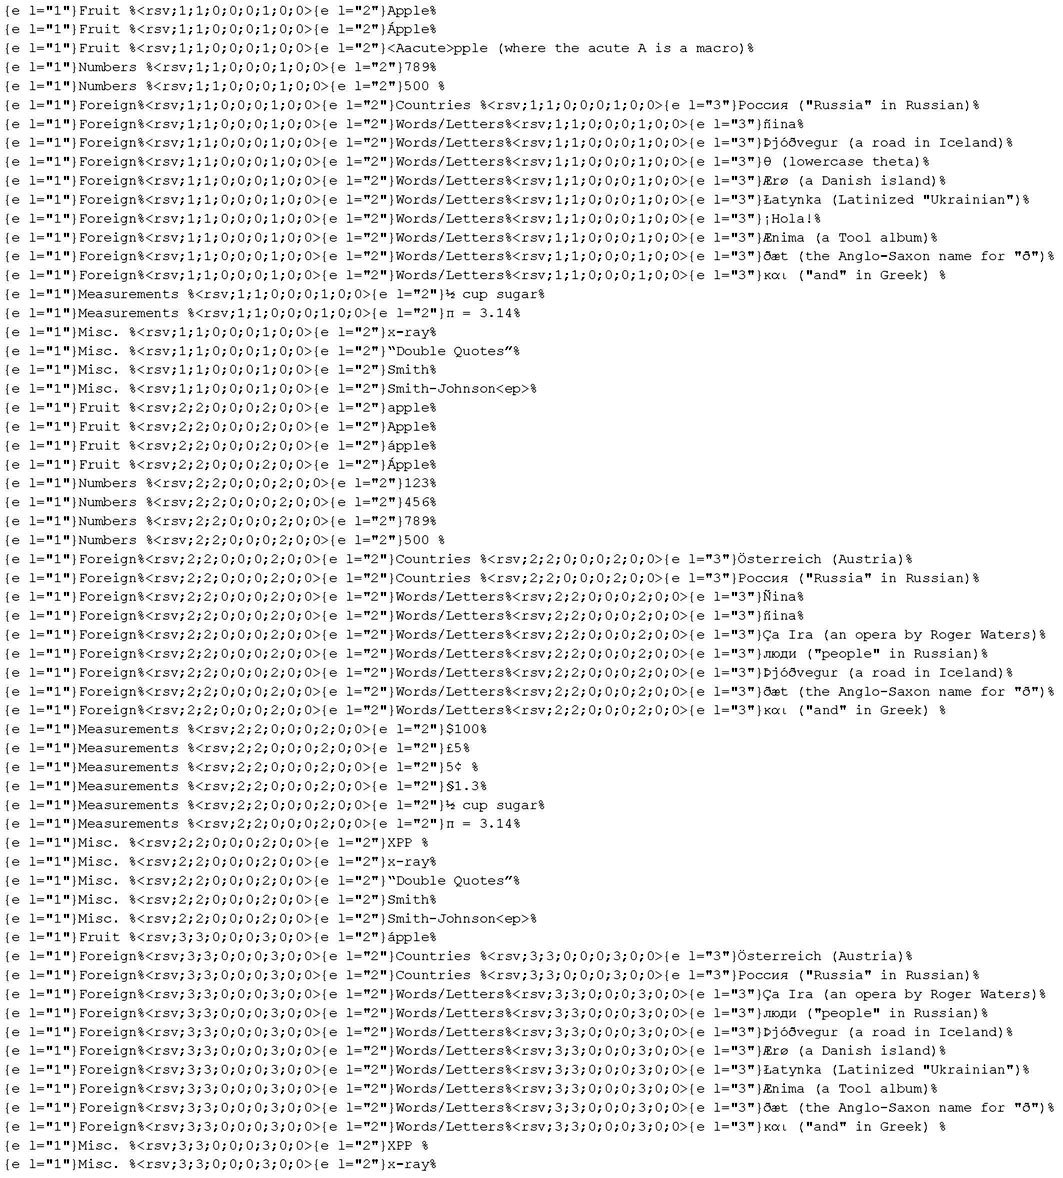 {e l="1"}Fruit %<rsv;1;1;0;0;0;1;0;0>{e l="2"}Apple%
{e l="1"}Fruit %<rsv;1;1;0;0;0;1;0;0>{e l="2"}Ápple%
{e l="1"}Fruit %<rsv;1;1;0;0;0;1;0;0>{e l="2"}<Aacute>pple (where the acute A is a macro)%
{e l="1"}Numbers %<rsv;1;1;0;0;0;1;0;0>{e l="2"}789%
{e l="1"}Numbers %<rsv;1;1;0;0;0;1;0;0>{e l="2"}500 %
{e l="1"}Foreign%<rsv;1;1;0;0;0;1;0;0>{e l="2"}Countries %<rsv;1;1;0;0;0;1;0;0>{e l="3"}Россия ("Russia" in Russian)%
{e l="1"}Foreign%<rsv;1;1;0;0;0;1;0;0>{e l="2"}Words/Letters%<rsv;1;1;0;0;0;1;0;0>{e l="3"}ñina%
{e l="1"}Foreign%<rsv;1;1;0;0;0;1;0;0>{e l="2"}Words/Letters%<rsv;1;1;0;0;0;1;0;0>{e l="3"}Þjóðvegur (a road in Iceland)%
{e l="1"}Foreign%<rsv;1;1;0;0;0;1;0;0>{e l="2"}Words/Letters%<rsv;1;1;0;0;0;1;0;0>{e l="3"}θ (lowercase theta)%
{e l="1"}Foreign%<rsv;1;1;0;0;0;1;0;0>{e l="2"}Words/Letters%<rsv;1;1;0;0;0;1;0;0>{e l="3"}Ærø (a Danish island)%
{e l="1"}Foreign%<rsv;1;1;0;0;0;1;0;0>{e l="2"}Words/Letters%<rsv;1;1;0;0;0;1;0;0>{e l="3"}Łatynka (Latinized "Ukrainian")%
{e l="1"}Foreign%<rsv;1;1;0;0;0;1;0;0>{e l="2"}Words/Letters%<rsv;1;1;0;0;0;1;0;0>{e l="3"}¡Hola!%
{e l="1"}Foreign%<rsv;1;1;0;0;0;1;0;0>{e l="2"}Words/Letters%<rsv;1;1;0;0;0;1;0;0>{e l="3"}Ænima (a Tool album)%
{e l="1"}Foreign%<rsv;1;1;0;0;0;1;0;0>{e l="2"}Words/Letters%<rsv;1;1;0;0;0;1;0;0>{e l="3"}ðæt (the Anglo-Saxon name for "ð")%
{e l="1"}Foreign%<rsv;1;1;0;0;0;1;0;0>{e l="2"}Words/Letters%<rsv;1;1;0;0;0;1;0;0>{e l="3"}και ("and" in Greek) %
{e l="1"}Measurements %<rsv;1;1;0;0;0;1;0;0>{e l="2"}½ cup sugar%
{e l="1"}Measurements %<rsv;1;1;0;0;0;1;0;0>{e l="2"}π = 3.14%
{e l="1"}Misc. %<rsv;1;1;0;0;0;1;0;0>{e l="2"}x-ray%
{e l="1"}Misc. %<rsv;1;1;0;0;0;1;0;0>{e l="2"}“Double Quotes”%
{e l="1"}Misc. %<rsv;1;1;0;0;0;1;0;0>{e l="2"}Smith%
{e l="1"}Misc. %<rsv;1;1;0;0;0;1;0;0>{e l="2"}Smith-Johnson<ep>%
{e l="1"}Fruit %<rsv;2;2;0;0;0;2;0;0>{e l="2"}apple%
{e l="1"}Fruit %<rsv;2;2;0;0;0;2;0;0>{e l="2"}Apple%
{e l="1"}Fruit %<rsv;2;2;0;0;0;2;0;0>{e l="2"}ápple%
{e l="1"}Fruit %<rsv;2;2;0;0;0;2;0;0>{e l="2"}Ápple%
{e l="1"}Numbers %<rsv;2;2;0;0;0;2;0;0>{e l="2"}123%
{e l="1"}Numbers %<rsv;2;2;0;0;0;2;0;0>{e l="2"}456%
{e l="1"}Numbers %<rsv;2;2;0;0;0;2;0;0>{e l="2"}789%
{e l="1"}Numbers %<rsv;2;2;0;0;0;2;0;0>{e l="2"}500 %
{e l="1"}Foreign%<rsv;2;2;0;0;0;2;0;0>{e l="2"}Countries %<rsv;2;2;0;0;0;2;0;0>{e l="3"}Österreich (Austria)%
{e l="1"}Foreign%<rsv;2;2;0;0;0;2;0;0>{e l="2"}Countries %<rsv;2;2;0;0;0;2;0;0>{e l="3"}Россия ("Russia" in Russian)%
{e l="1"}Foreign%<rsv;2;2;0;0;0;2;0;0>{e l="2"}Words/Letters%<rsv;2;2;0;0;0;2;0;0>{e l="3"}Ñina%
{e l="1"}Foreign%<rsv;2;2;0;0;0;2;0;0>{e l="2"}Words/Letters%<rsv;2;2;0;0;0;2;0;0>{e l="3"}ñina%
{e l="1"}Foreign%<rsv;2;2;0;0;0;2;0;0>{e l="2"}Words/Letters%<rsv;2;2;0;0;0;2;0;0>{e l="3"}Ça Ira (an opera by Roger Waters)%
{e l="1"}Foreign%<rsv;2;2;0;0;0;2;0;0>{e l="2"}Words/Letters%<rsv;2;2;0;0;0;2;0;0>{e l="3"}люди ("people" in Russian)%
{e l="1"}Foreign%<rsv;2;2;0;0;0;2;0;0>{e l="2"}Words/Letters%<rsv;2;2;0;0;0;2;0;0>{e l="3"}Þjóðvegur (a road in Iceland)%
{e l="1"}Foreign%<rsv;2;2;0;0;0;2;0;0>{e l="2"}Words/Letters%<rsv;2;2;0;0;0;2;0;0>{e l="3"}ðæt (the Anglo-Saxon name for "ð")%
{e l="1"}Foreign%<rsv;2;2;0;0;0;2;0;0>{e l="2"}Words/Letters%<rsv;2;2;0;0;0;2;0;0>{e l="3"}και ("and" in Greek) %
{e l="1"}Measurements %<rsv;2;2;0;0;0;2;0;0>{e l="2"}$100%
{e l="1"}Measurements %<rsv;2;2;0;0;0;2;0;0>{e l="2"}£5%
{e l="1"}Measurements %<rsv;2;2;0;0;0;2;0;0>{e l="2"}5¢ %
{e l="1"}Measurements %<rsv;2;2;0;0;0;2;0;0>{e l="2"}§1.3%
{e l="1"}Measurements %<rsv;2;2;0;0;0;2;0;0>{e l="2"}½ cup sugar%
{e l="1"}Measurements %<rsv;2;2;0;0;0;2;0;0>{e l="2"}π = 3.14%
{e l="1"}Misc. %<rsv;2;2;0;0;0;2;0;0>{e l="2"}XPP %
{e l="1"}Misc. %<rsv;2;2;0;0;0;2;0;0>{e l="2"}x-ray%
{e l="1"}Misc. %<rsv;2;2;0;0;0;2;0;0>{e l="2"}“Double Quotes”%
{e l="1"}Misc. %<rsv;2;2;0;0;0;2;0;0>{e l="2"}Smith%
{e l="1"}Misc. %<rsv;2;2;0;0;0;2;0;0>{e l="2"}Smith-Johnson<ep>%
{e l="1"}Fruit %<rsv;3;3;0;0;0;3;0;0>{e l="2"}ápple%
{e l="1"}Foreign%<rsv;3;3;0;0;0;3;0;0>{e l="2"}Countries %<rsv;3;3;0;0;0;3;0;0>{e l="3"}Österreich (Austria)%
{e l="1"}Foreign%<rsv;3;3;0;0;0;3;0;0>{e l="2"}Countries %<rsv;3;3;0;0;0;3;0;0>{e l="3"}Россия ("Russia" in Russian)%
{e l="1"}Foreign%<rsv;3;3;0;0;0;3;0;0>{e l="2"}Words/Letters%<rsv;3;3;0;0;0;3;0;0>{e l="3"}Ça Ira (an opera by Roger Waters)%
{e l="1"}Foreign%<rsv;3;3;0;0;0;3;0;0>{e l="2"}Words/Letters%<rsv;3;3;0;0;0;3;0;0>{e l="3"}люди ("people" in Russian)%
{e l="1"}Foreign%<rsv;3;3;0;0;0;3;0;0>{e l="2"}Words/Letters%<rsv;3;3;0;0;0;3;0;0>{e l="3"}Þjóðvegur (a road in Iceland)%
{e l="1"}Foreign%<rsv;3;3;0;0;0;3;0;0>{e l="2"}Words/Letters%<rsv;3;3;0;0;0;3;0;0>{e l="3"}Ærø (a Danish island)%
{e l="1"}Foreign%<rsv;3;3;0;0;0;3;0;0>{e l="2"}Words/Letters%<rsv;3;3;0;0;0;3;0;0>{e l="3"}Łatynka (Latinized "Ukrainian")%
{e l="1"}Foreign%<rsv;3;3;0;0;0;3;0;0>{e l="2"}Words/Letters%<rsv;3;3;0;0;0;3;0;0>{e l="3"}Ænima (a Tool album)%
{e l="1"}Foreign%<rsv;3;3;0;0;0;3;0;0>{e l="2"}Words/Letters%<rsv;3;3;0;0;0;3;0;0>{e l="3"}ðæt (the Anglo-Saxon name for "ð")%
{e l="1"}Foreign%<rsv;3;3;0;0;0;3;0;0>{e l="2"}Words/Letters%<rsv;3;3;0;0;0;3;0;0>{e l="3"}και ("and" in Greek) %
{e l="1"}Misc. %<rsv;3;3;0;0;0;3;0;0>{e l="2"}XPP %
{e l="1"}Misc. %<rsv;3;3;0;0;0;3;0;0>{e l="2"}x-ray%